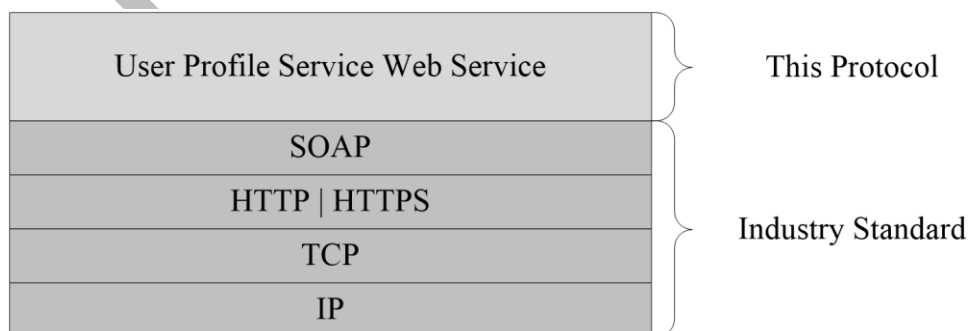 User Profile Service Web Service
This Protocol
SOAP
HTTP | HTTPS
TCP
IP
Industry Standard